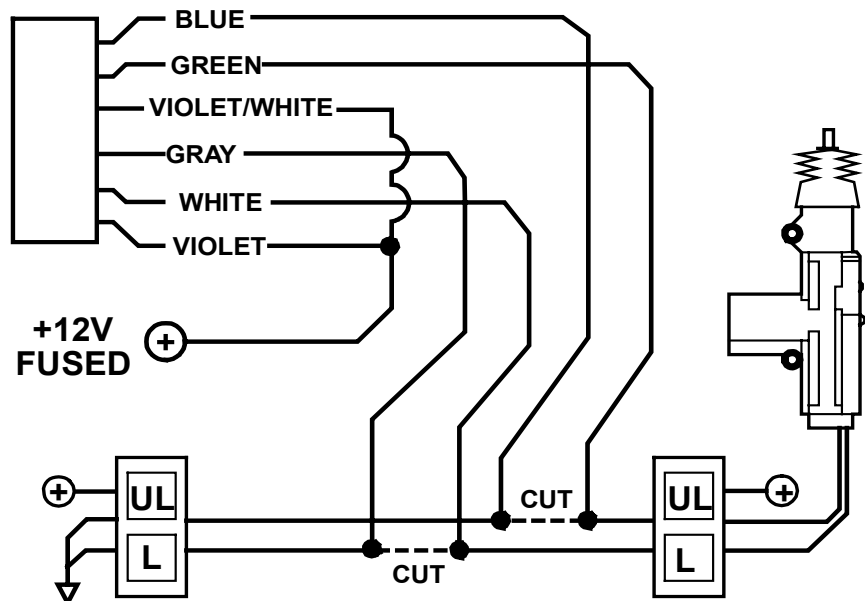 BLUE
GREEN
VIOLET/WHITE
GRAY
WHITE
VIOLET
+12V
FUSED
+
+
UL
CUT
UL
+
L
CUT
L